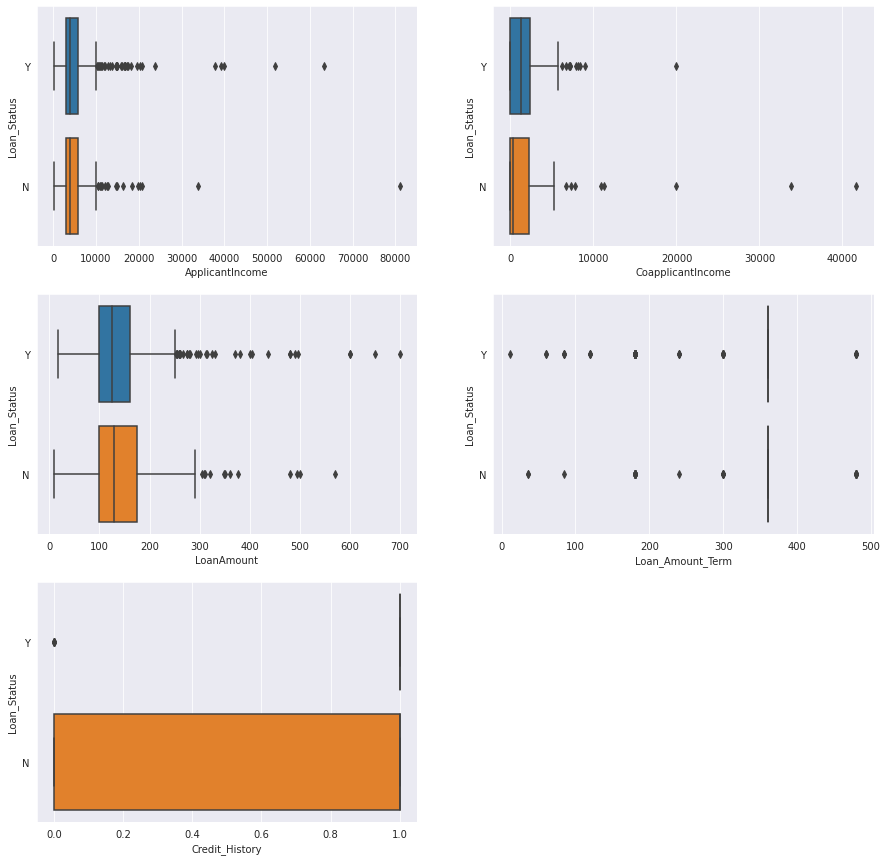 Loan_Status
Y
N
0 10000 20000 30000 40000 50000 60000 70000 80000
ApplicantIncome
Loan_Status
Y
N
0 10000 20000 30000 40000
CoapplicantIncome
Loan_Status
Y
N
0 100 200 300 400 500 600 700
LoanAmount
Loan_Status
Y
N
0 100 200 300 400 500
Loan_Amount_Term
Loan_Status
Y
N
0.0 0.2 0.4 0.6 0.8 1.0
Credit_History